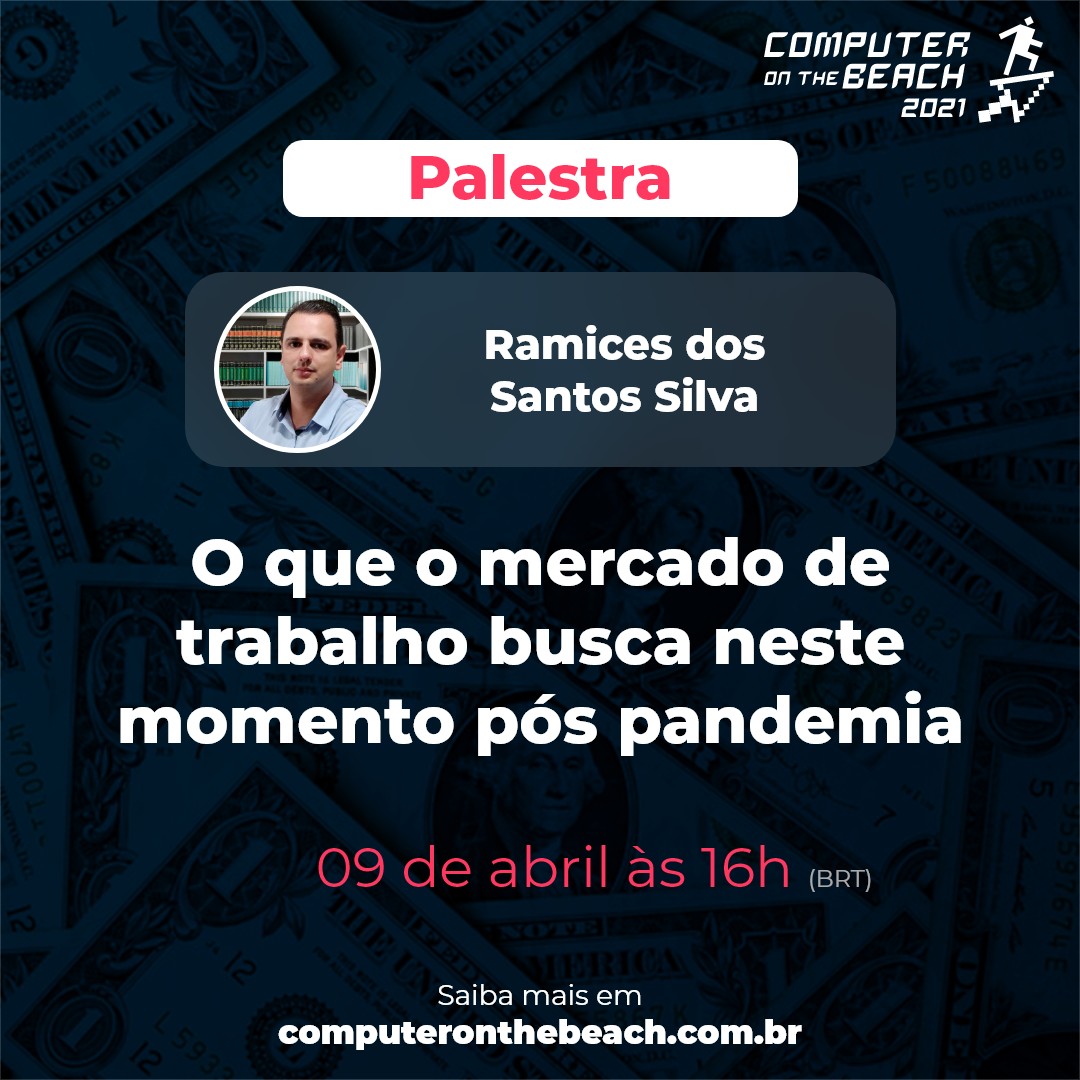 COMPUTER
ON THE BEACH
2021
Palestra
Ramices dos
Santos Silva
O que o mercado de
trabalho busca neste
momento pós pandemia
09 de abril às 16h (BRT)
Saiba mais em
computeronthebeach.com.br